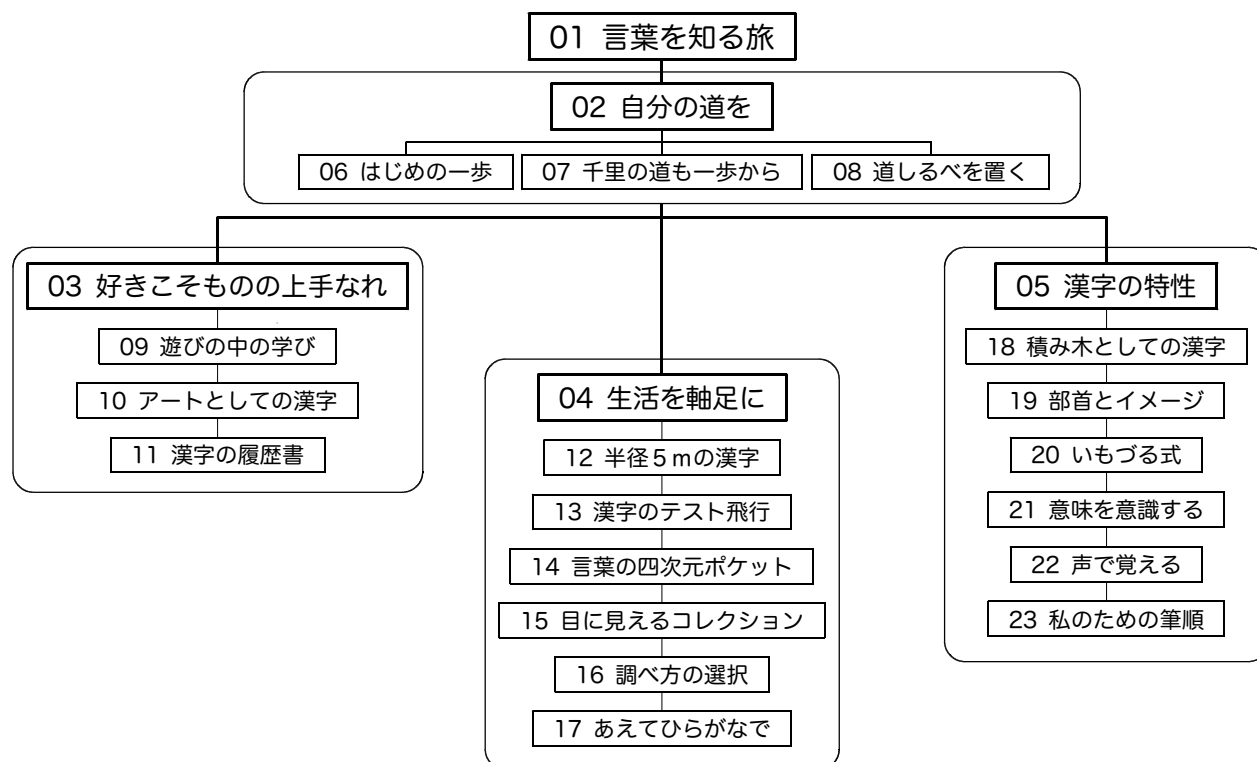 01 言葉を知る旅
02 自分の道を
06 はじめの一歩
07 千里の道も一歩から
08 道しるべを置く
03 好きこそものの上手なれ
09 遊びの中の学び
10 アートとしての漢字
11 漢字の履歴書
04 生活を軸足に
12 半径5mの漢字
13 漢字のテスト飛行
14 言葉の四次元ポケット
15 目に見えるコレクション
16 調べ方の選択
17 あえてひらがなで
05 漢字の特性
18 積み木としての漢字
19 部首とイメージ
20 いもづる式
21 意味を意識する
22 声で覚える
23 私のための筆順